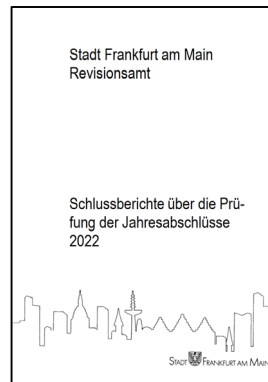 Stadt Frankfurt am Main
Revisionsamt
Schlussberichte über die Prü-
fung der Jahresabschlüsse
2022
STADT FRANKFURT AM MAIN